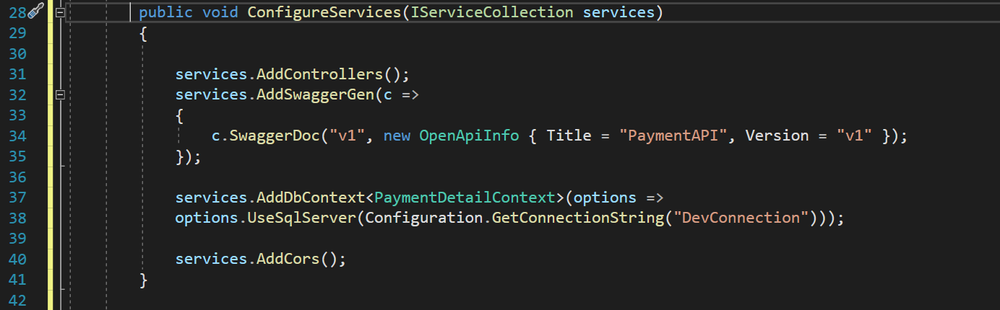 28 public void ConfigureServices(IServiceCollection services)
29 {
30
31 services.AddControllers();
32 services.AddSwaggerGen(c =>
33 {
34 c.SwaggerDoc("v1", new OpenApiInfo { Title = "PaymentAPI", Version = "v1" });
35 });
36
37 services.AddDbContext<PaymentDetailContext>(options =>
38 options.UseSqlServer(Configuration.GetConnectionString("DevConnection")));
39
40 services.AddCors();
41 }
42